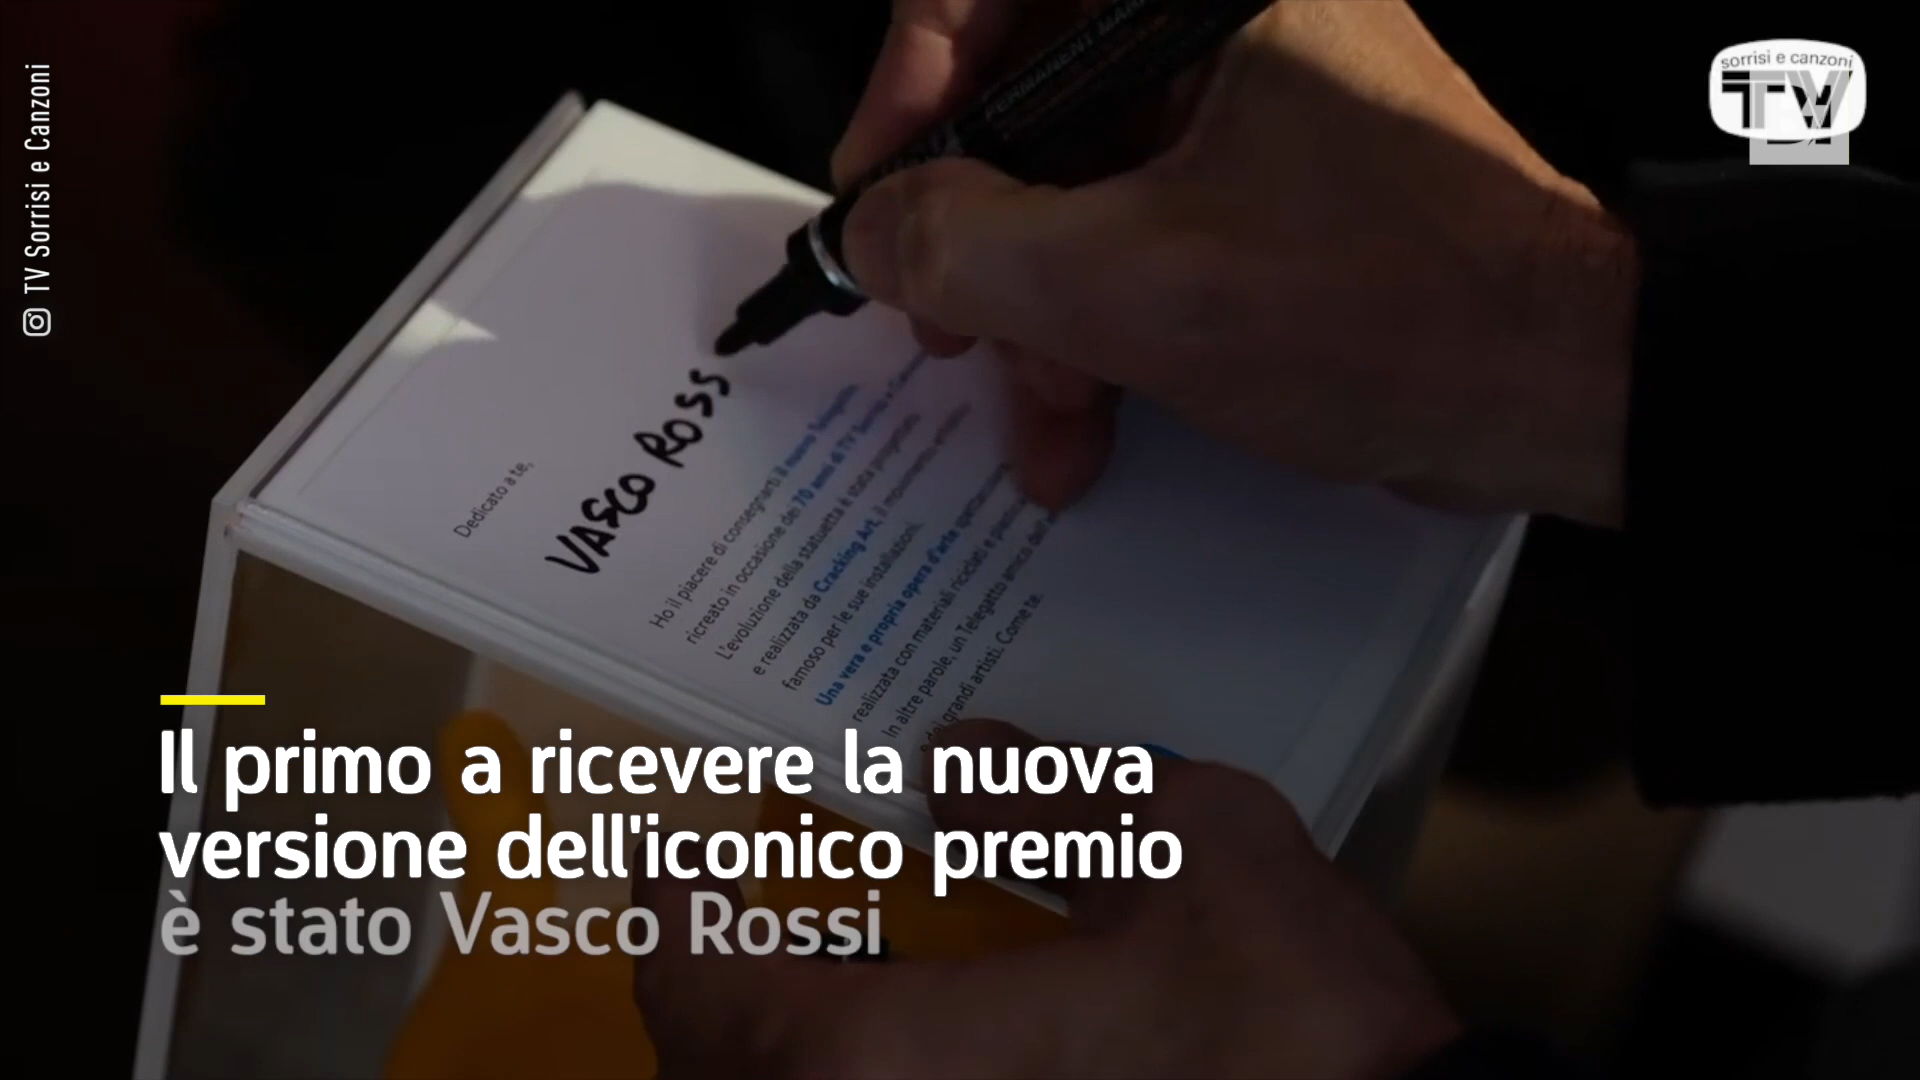 TV Sorrisi e Canzoni
sorrisi e canzoni
TV
PERMANENT
Dedicato a te,
VASCO ROSS
Ho il piacere di consegnarti il nuovo Telegatto,
ricreato in occasione dei 70 anni di TV Sorrisi e
L'evoluzione della statuetta è stata progettata
e realizzata da Cracking Art, il movimento artistico
famoso per le sue installazioni.
Una vera e propria opera d'arte
realizzata con materiali riciclati e
In altre parole, un Telegatto amico
dei grandi artisti. Come te.
Il primo a ricevere la nuova
versione dell'iconico premio
è stato Vasco Rossi